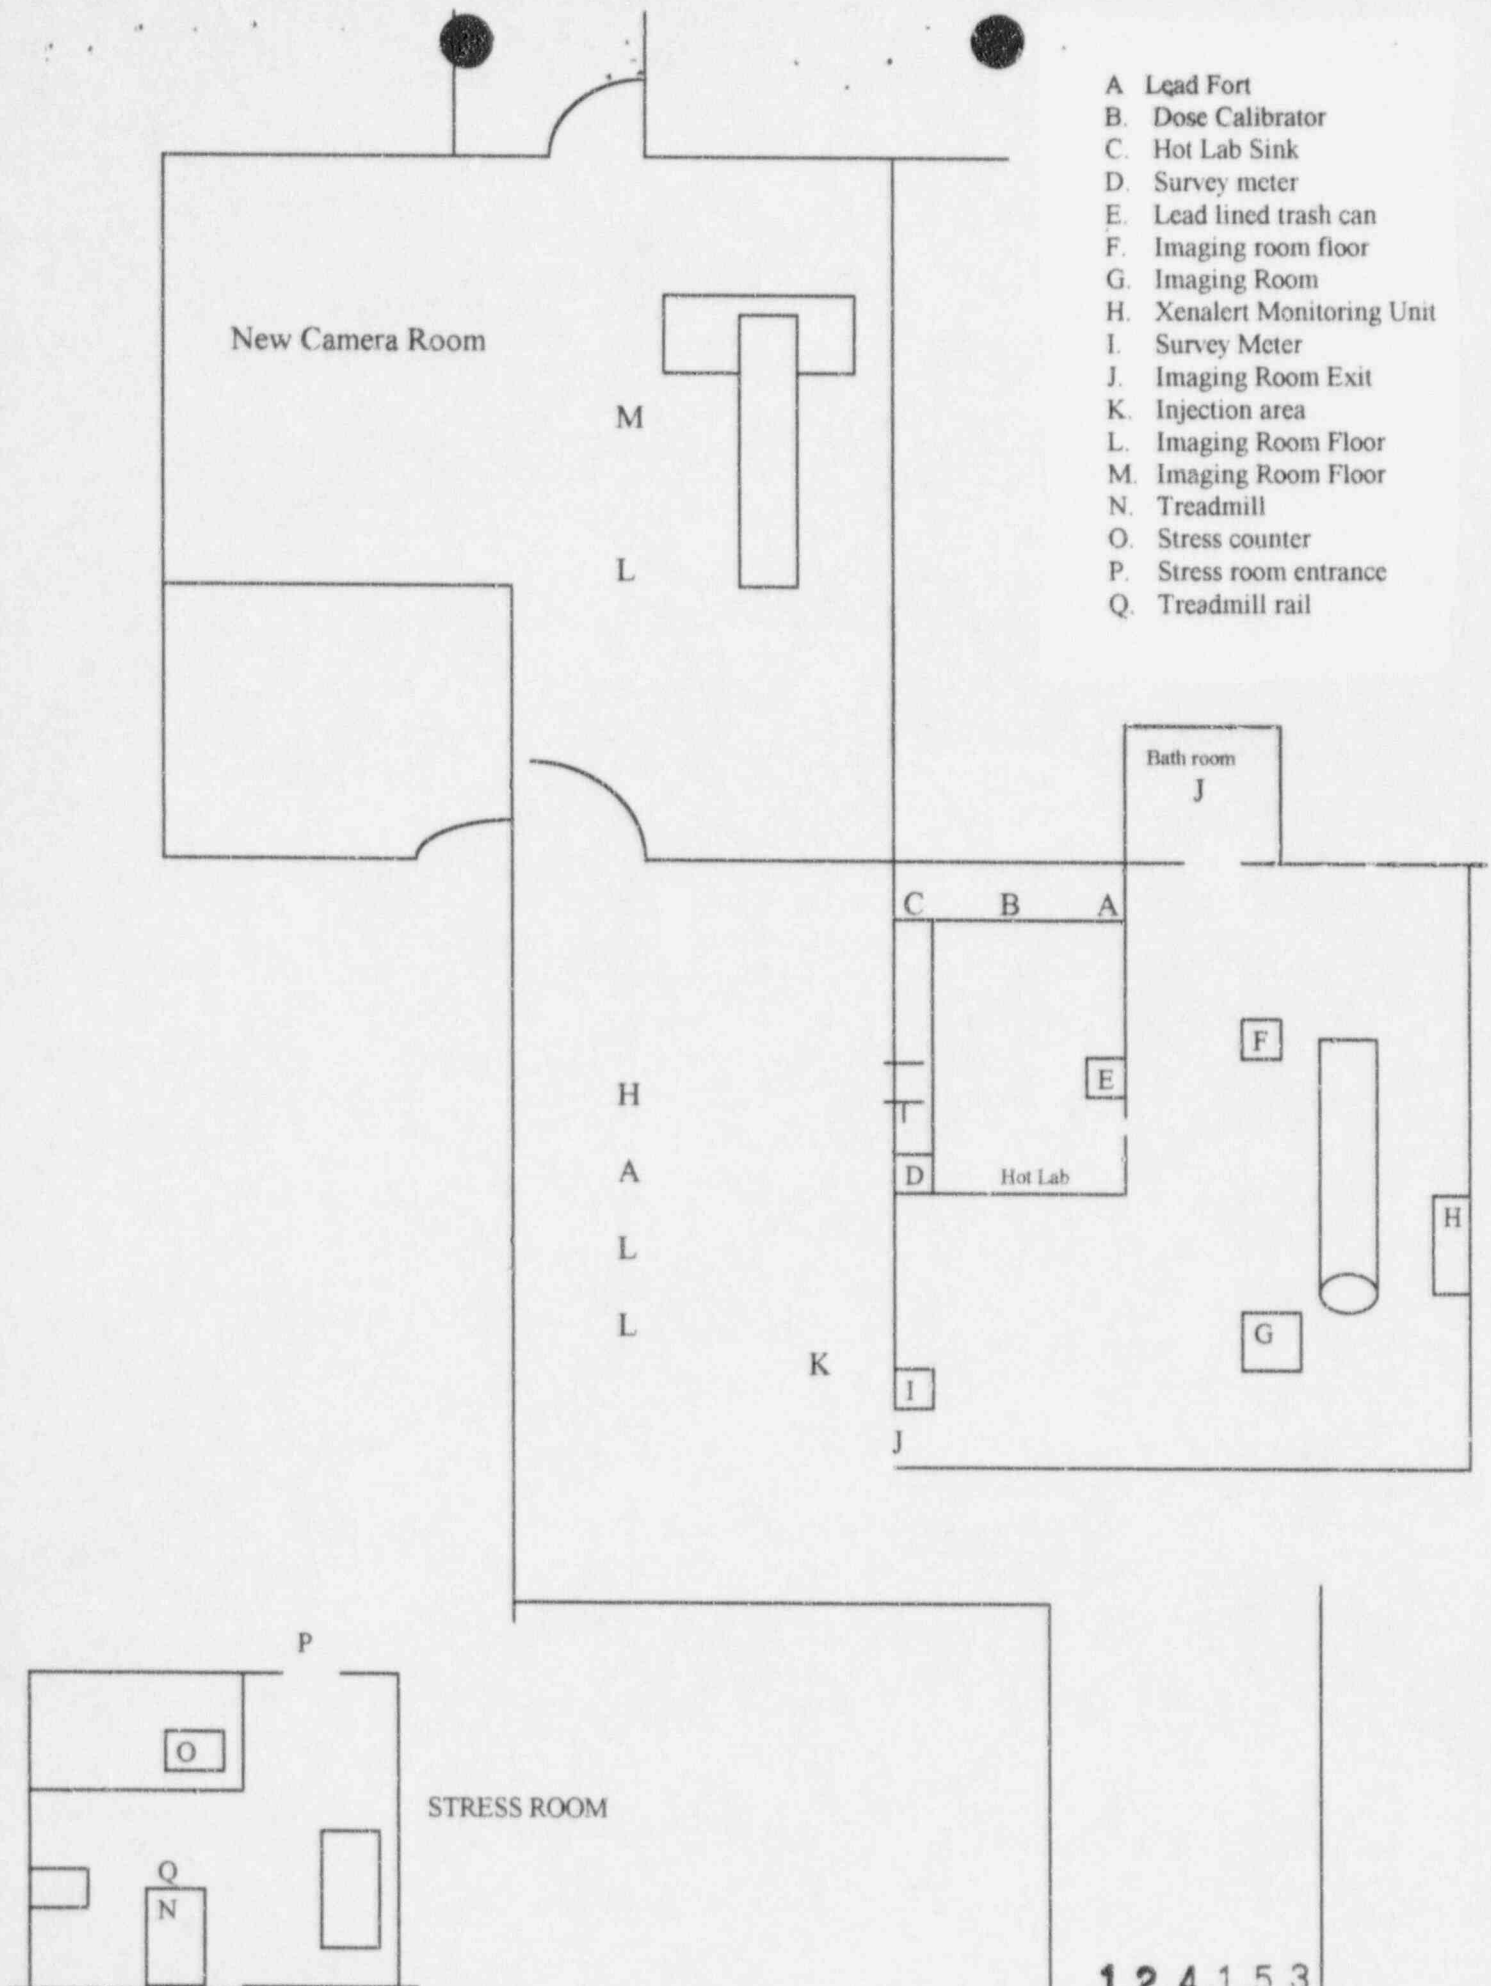 A Lead Fort
B. Dose Calibrator
C. Hot Lab Sink
D. Survey meter
E. Lead lined trash can
F. Imaging room floor
G. Imaging Room
H. Xenalert Monitoring Unit
I. Survey Meter
J. Imaging Room Exit
K. Injection area
L. Imaging Room Floor
M. Imaging Room Floor
N. Treadmill
O. Stress counter
P. Stress room entrance
Q. Treadmill rail
New Camera Room
M
L
Bath room
J
C B A
F
E
H
A
L
L
D Hot Lab
H
G
K
I
J
P
O
STRESS ROOM
Q
N
124153